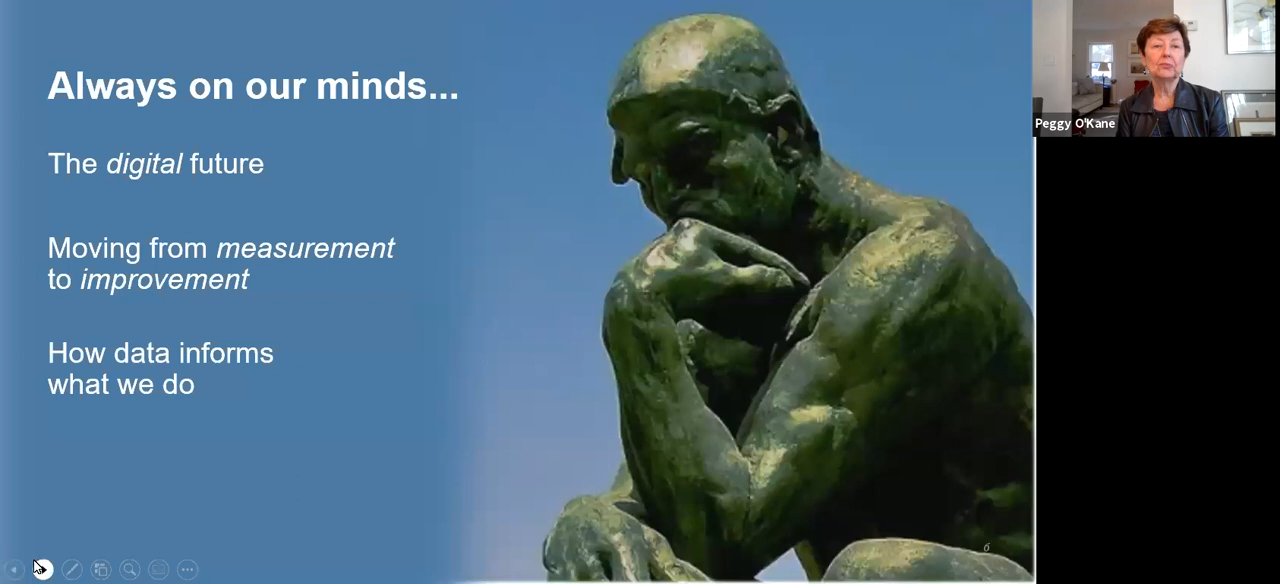 Always on our minds...
The digital future
Moving from measurement
to improvement
How data informs
what we do
6
Peggy O'Kane